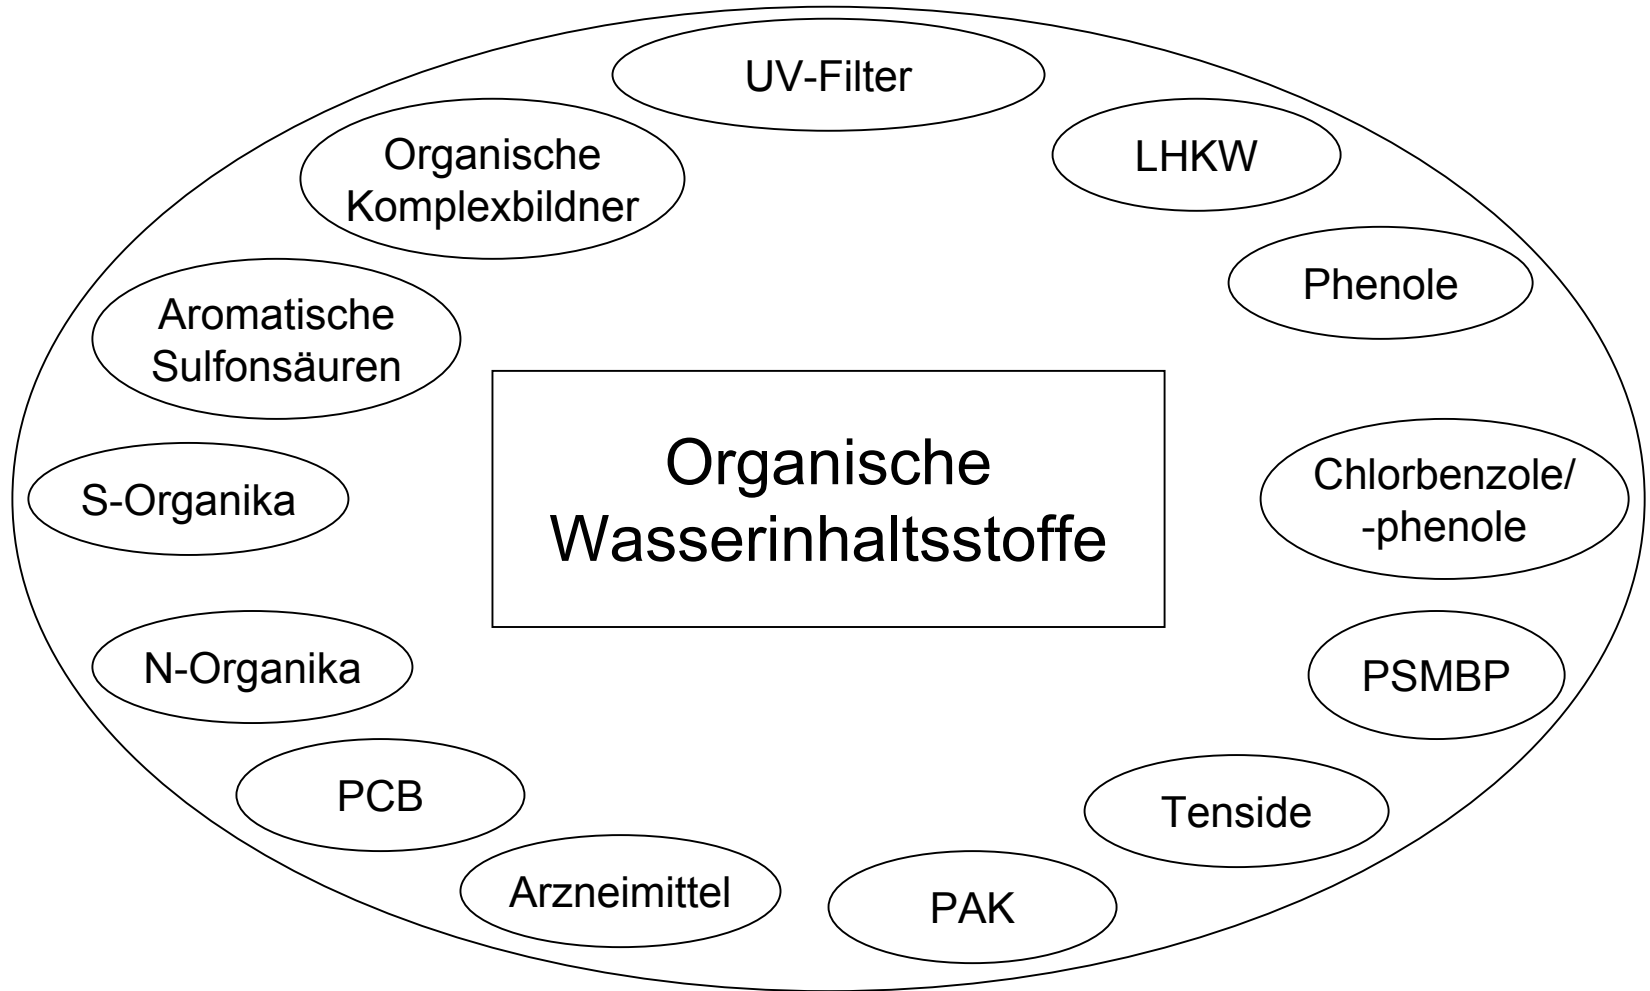 UV-Filter
Organische
Komplexbildner
LHKW
Phenole
Aromatische
Sulfonsäuren
Organische
Wasserinhaltsstoffe
Chlorbenzole/
-phenole
S-Organika
N-Organika
PSMBP
PCB
Tenside
Arzneimittel
PAK